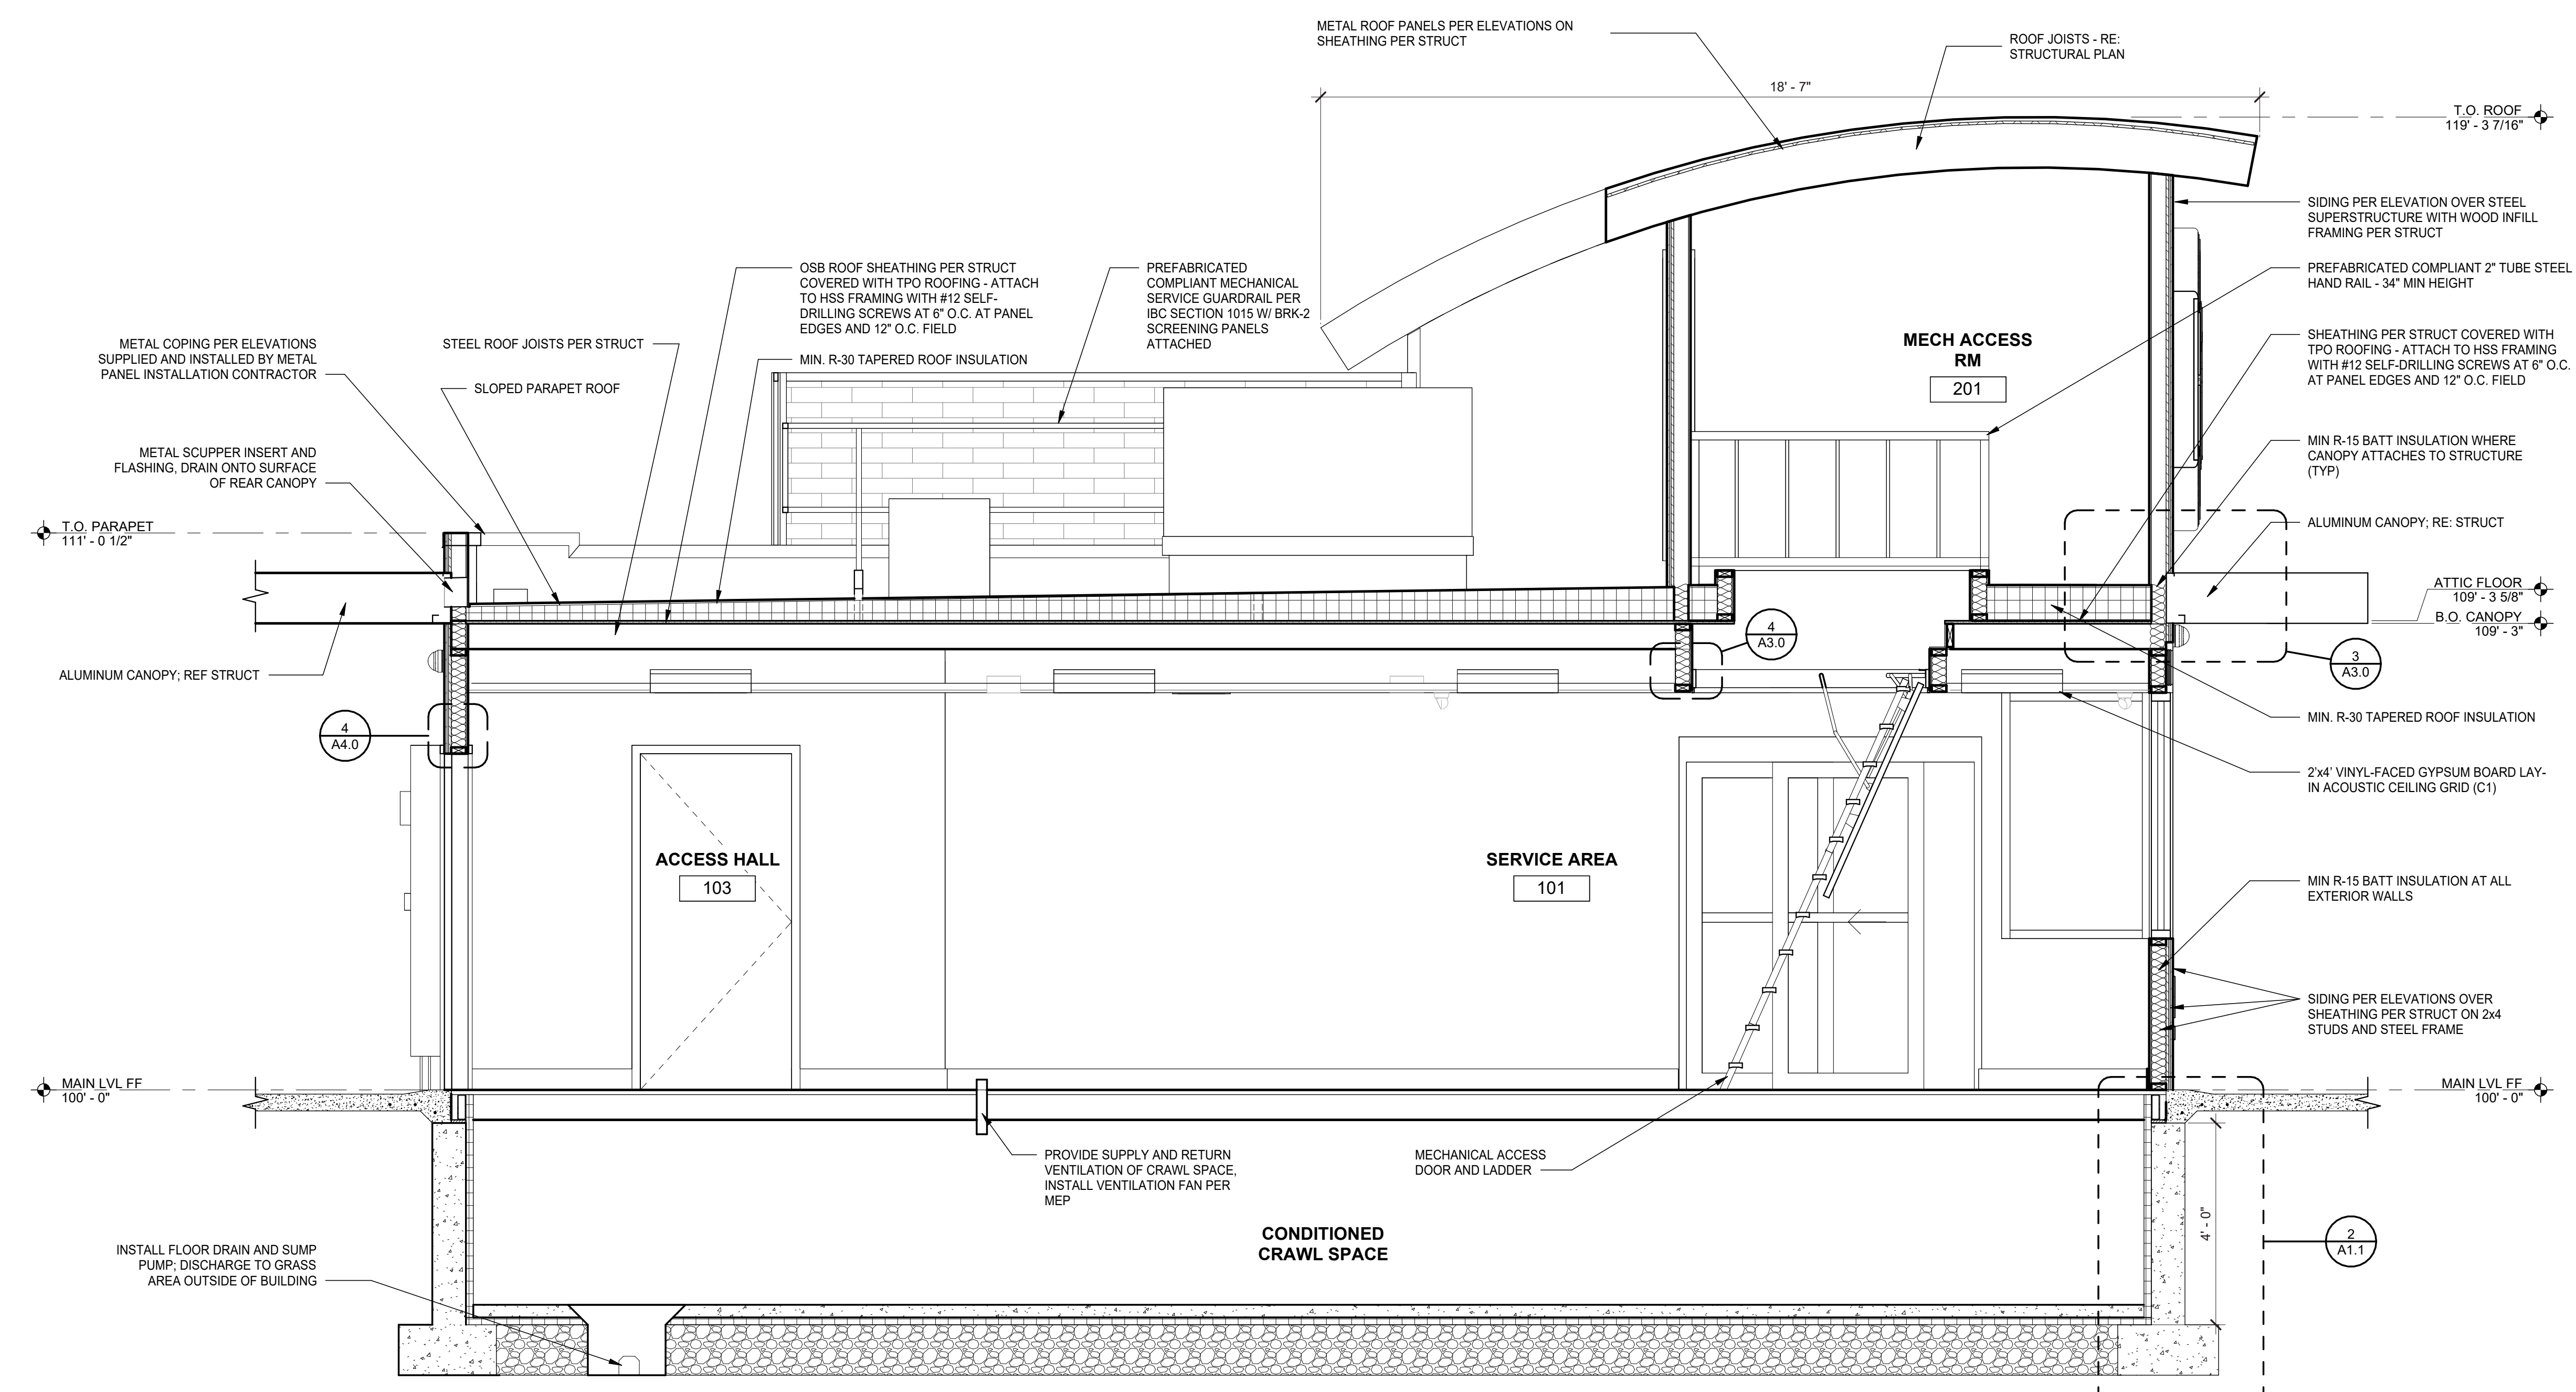 METAL ROOF PANELS PER ELEVATIONS ON
SHEATHING PER STRUCT
ROOF JOISTS - RE:
STRUCTURAL PLAN
18' - 7"
T.O. ROOF
119' - 3 7/16"
SIDING PER ELEVATION OVER STEEL
SUPERSTRUCTURE WITH WOOD INFILL
FRAMING PER STRUCT
OSB ROOF SHEATHING PER STRUCT
COVERED WITH TPO ROOFING - ATTACH
TO HSS FRAMING WITH #12 SELF-
DRILLING SCREWS AT 6" O.C. AT PANEL
EDGES AND 12" O.C. FIELD
PREFABRICATED
COMPLIANT MECHANICAL
SERVICE GUARDRAIL PER
IBC SECTION 1015 W/ BRK-2
SCREENING PANELS
ATTACHED
PREFABRICATED COMPLIANT 2" TUBE STEEL
HAND RAIL - 34" MIN HEIGHT
METAL COPING PER ELEVATIONS
SUPPLIED AND INSTALLED BY METAL
PANEL INSTALLATION CONTRACTOR
STEEL ROOF JOISTS PER STRUCT
MIN. R-30 TAPERED ROOF INSULATION
SLOPED PARAPET ROOF
MECH ACCESS
RM
201
SHEATHING PER STRUCT COVERED WITH
TPO ROOFING - ATTACH TO HSS FRAMING
WITH #12 SELF-DRILLING SCREWS AT 6" O.C.
AT PANEL EDGES AND 12" O.C. FIELD
METAL SCUPPER INSERT AND
FLASHING, DRAIN ONTO SURFACE
OF REAR CANOPY
MIN R-15 BATT INSULATION WHERE
CANOPY ATTACHES TO STRUCTURE
(TYP)
T.O. PARAPET
111' - 0 1/2"
ALUMINUM CANOPY; RE: STRUCT
ATTIC FLOOR
109' - 3 5/8"
B.O. CANOPY
109' - 3"
4
A3.0
3
A3.0
ALUMINUM CANOPY; REF STRUCT
4
A4.0
MIN. R-30 TAPERED ROOF INSULATION
2'x4' VINYL-FACED GYPSUM BOARD LAY-
IN ACOUSTIC CEILING GRID (C1)
ACCESS HALL
103
SERVICE AREA
101
MIN R-15 BATT INSULATION AT ALL
EXTERIOR WALLS
SIDING PER ELEVATIONS OVER
SHEATHING PER STRUCT ON 2x4
STUDS AND STEEL FRAME
MAIN LVL FF
100' - 0"
MAIN LVL FF
100' - 0"
PROVIDE SUPPLY AND RETURN
VENTILATION OF CRAWL SPACE,
INSTALL VENTILATION FAN PER
MEP
MECHANICAL ACCESS
DOOR AND LADDER
4' - 0"
CONDITIONED
CRAWL SPACE
2
A1.1
INSTALL FLOOR DRAIN AND SUMP
PUMP; DISCHARGE TO GRASS
AREA OUTSIDE OF BUILDING